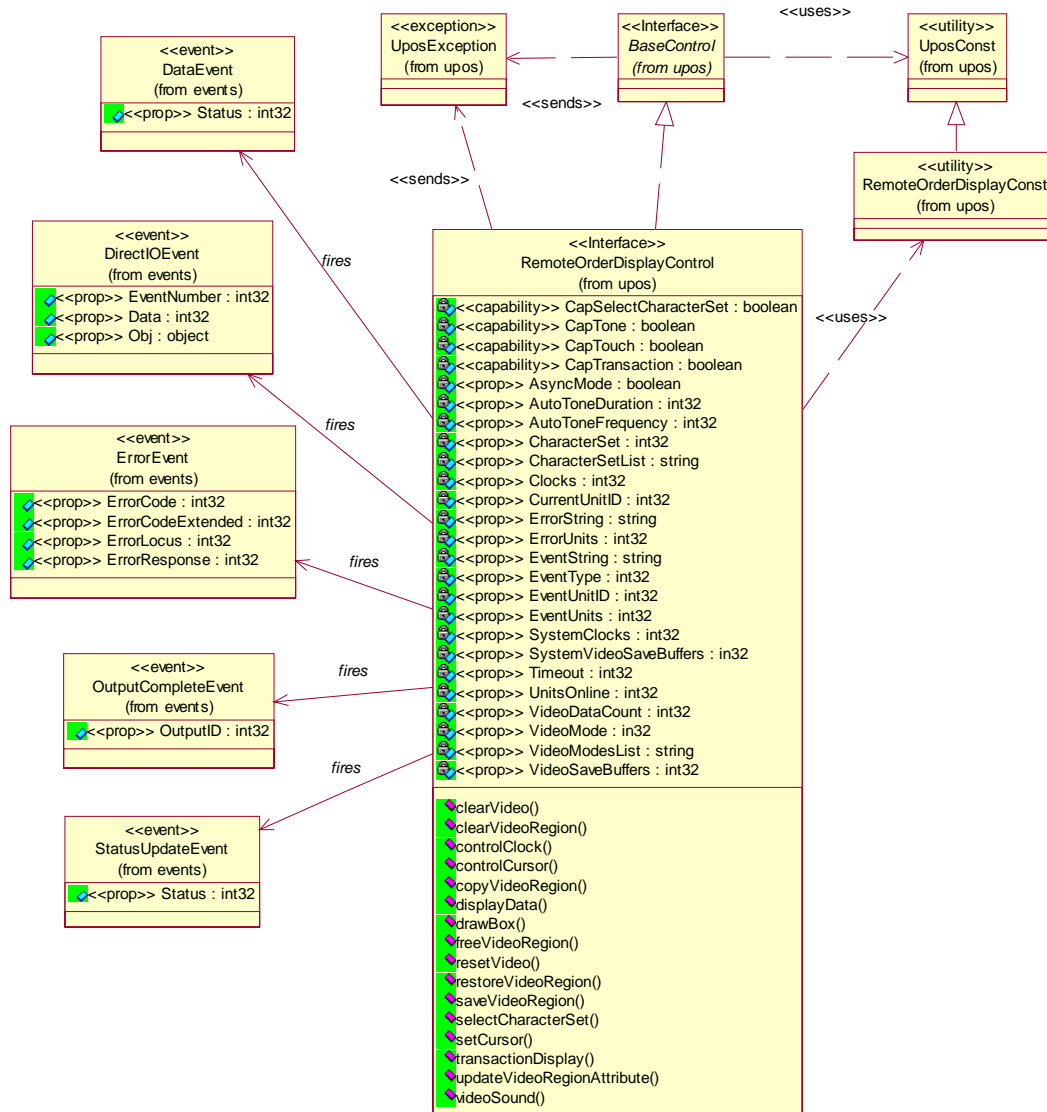 <<event>>
DataEvent
(from events)
<<prop>> Status : int32
<<exception>>
UposException
(from upos)
<<Interface>>
BaseControl
(from upos)
<<uses>>
<<utility>>
UposConst
(from upos)
<<sends>>
<<sends>>
<<utility>>
RemoteOrderDisplayConst
(from upos)
<<event>>
DirectIOEvent
(from events)
<<prop>> EventNumber : int32
<<prop>> Data : int32
<<prop>> Obj : object
fires
<<Interface>>
RemoteOrderDisplayControl
(from upos)
<<capability>> CapSelectCharacterSet : boolean
<<capability>> CapTone : boolean
<<capability>> CapTouch : boolean
<<capability>> CapTransaction : boolean
<<prop>> AsyncMode : boolean
<<prop>> AutoToneDuration : int32
<<prop>> AutoToneFrequency : int32
<<prop>> CharacterSet : int32
<<prop>> CharacterSetList : string
<<prop>> Clocks : int32
<<prop>> CurrentUnitID : int32
<<prop>> ErrorString : string
<<prop>> ErrorUnits : int32
<<prop>> EventString : string
<<prop>> EventType : int32
<<prop>> EventUnitID : int32
<<prop>> EventUnits : int32
<<prop>> SystemClocks : int32
<<prop>> SystemVideoSaveBuffers : in32
<<prop>> Timeout : int32
<<prop>> UnitsOnline : int32
<<prop>> VideoDataCount : int32
<<prop>> VideoMode : in32
<<prop>> VideoModesList : string
<<prop>> VideoSaveBuffers : int32
clearVideo()
clearVideoRegion()
controlClock()
controlCursor()
copyVideoRegion()
displayData()
drawBox()
freeVideoRegion()
resetVideo()
restoreVideoRegion()
saveVideoRegion()
selectCharacterSet()
setCursor()
transactionDisplay()
updateVideoRegionAttribute()
videoSound()
<<uses>>
fires
<<event>>
ErrorEvent
(from events)
<<prop>> ErrorCode : int32
<<prop>> ErrorCodeExtended : int32
<<prop>> ErrorLocus : int32
<<prop>> ErrorResponse : int32
fires
<<event>>
OutputCompleteEvent
(from events)
<<prop>> OutputID : int32
fires
<<event>>
StatusUpdateEvent
(from events)
<<prop>> Status : int32
fires